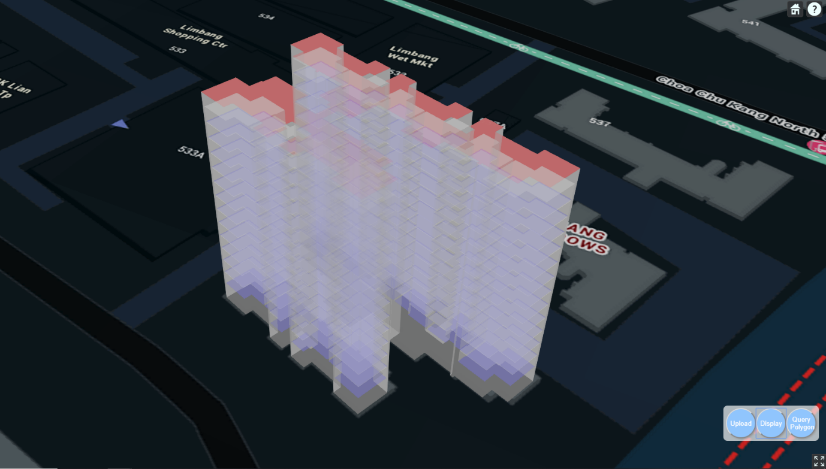 534
541
Limbang
Shopping Ctr
533
Limbang
Wet Mkt
Lian
Tp
Choa Chu Kang North
537
533A
ANG
OWS
Upload
Display
Query
Polygon
?